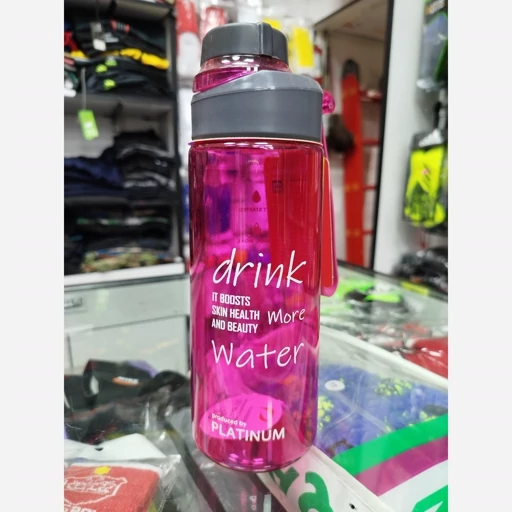 drink
IT BOOSTS
SKIN HEALTH
AND BEAUTY
More
Water
produced by
PLATINUM